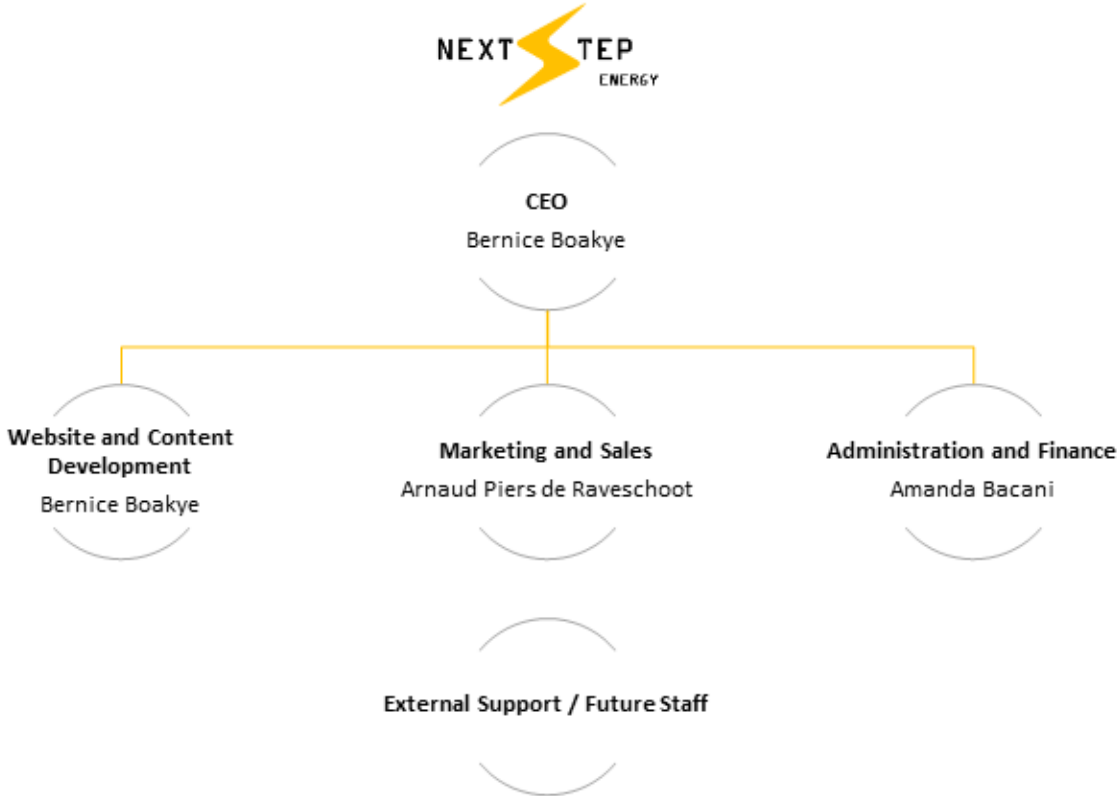 NEXT STEP
ENERGY
CEO
Bernice Boakye
Website and Content
Development
Bernice Boakye
Marketing and Sales
Arnaud Piers de Raveschoot
Administration and Finance
Amanda Bacani
External Support / Future Staff